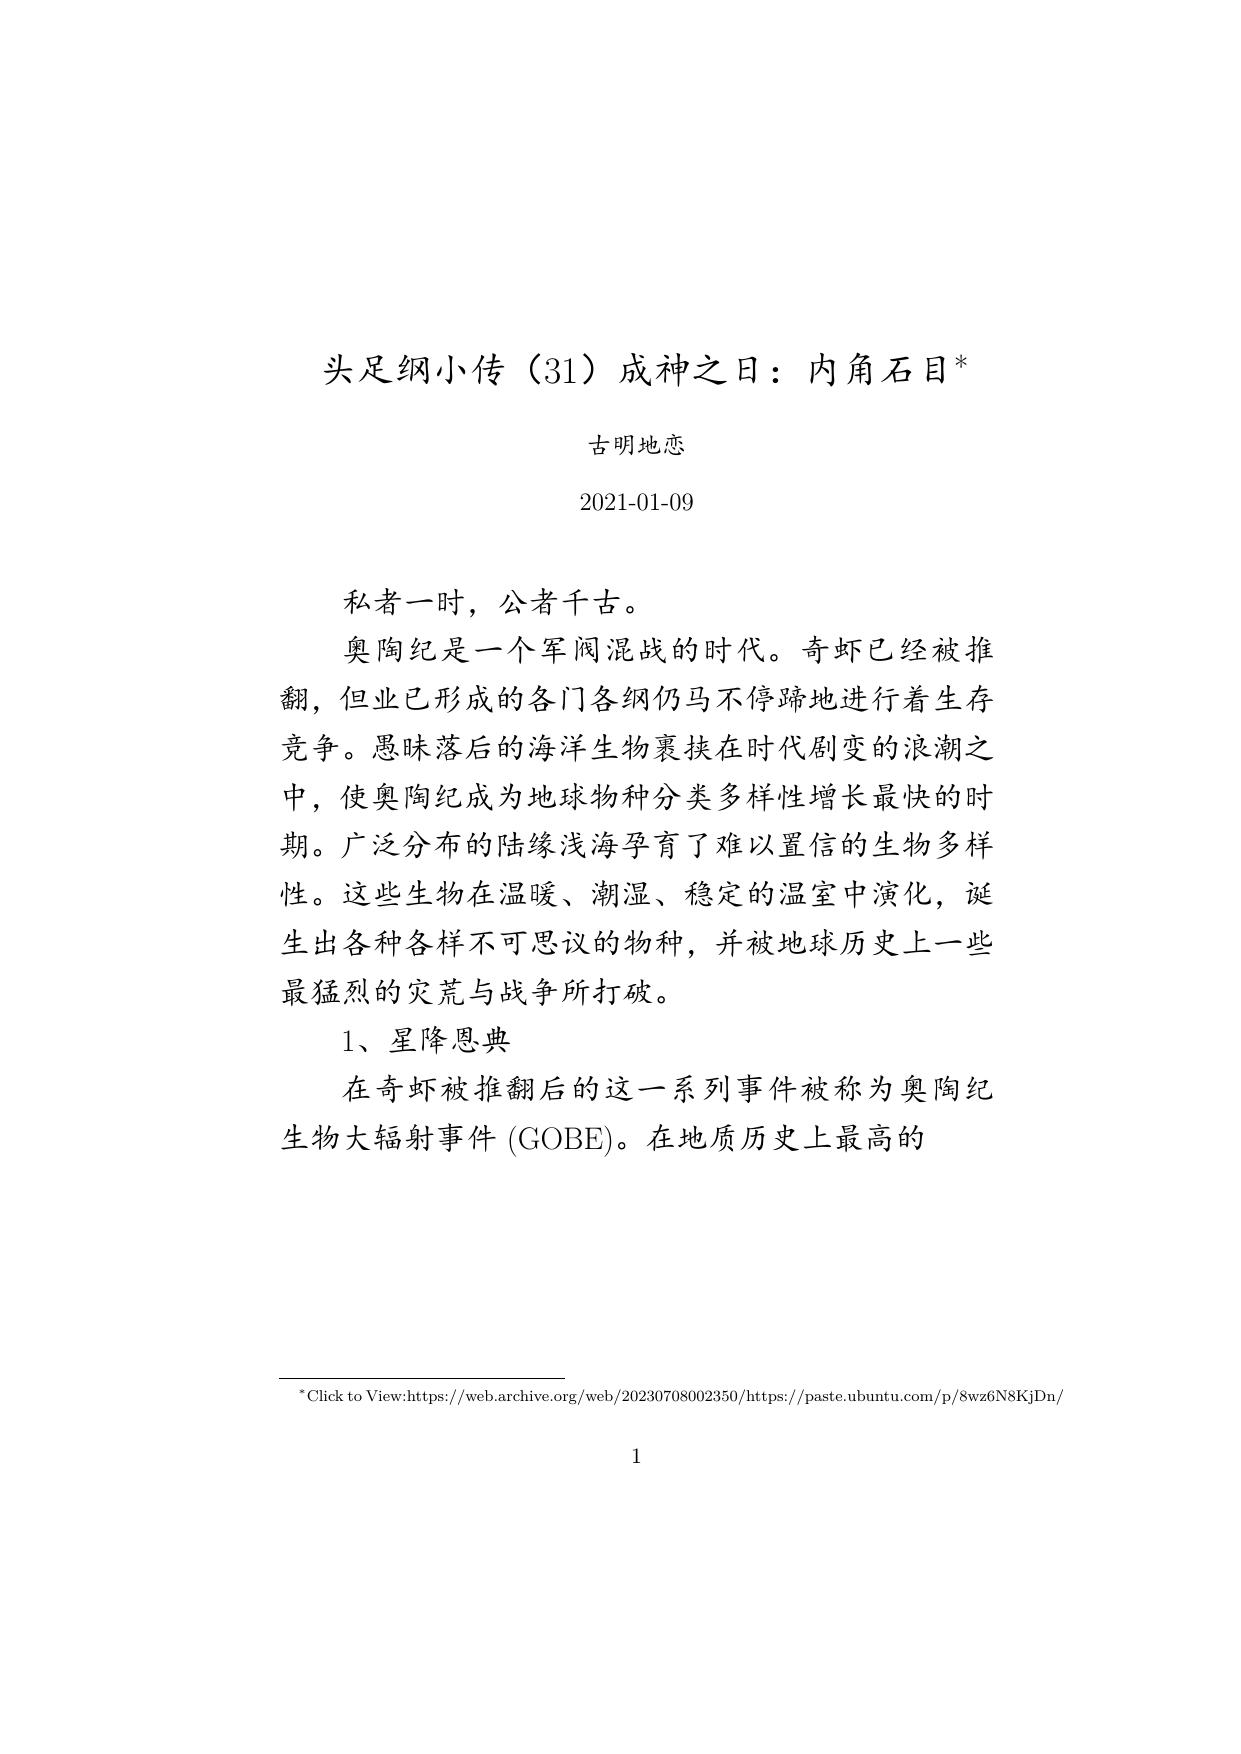 头足纲小传（31）成神之日：内角石目*
古明地恋
2021-01-09
私者一时，公者千古。
奥陶纪是一个军阀混战的时代。奇虾已经被推
翻，但业已形成的各门各纲仍马不停蹄地进行着生存
竞争。愚昧落后的海洋生物裹挟在时代剧变的浪潮之
中，使奥陶纪成为地球物种分类多样性增长最快的时
期。广泛分布的陆缘浅海孕育了难以置信的生物多样
性。这些生物在温暖、潮湿、稳定的温室中演化，诞
生出各种各样不可思议的物种，并被地球历史上一些
最猛烈的灾荒与战争所打破。
1、星降恩典
在奇虾被推翻后的这一系列事件被称为奥陶纪
生物大辐射事件 (GOBE)。在地质历史上最高的
*Click to View:https://web.archive.org/web/20230708002350/https://paste.ubuntu.com/p/8wz6N8KjDn/
1